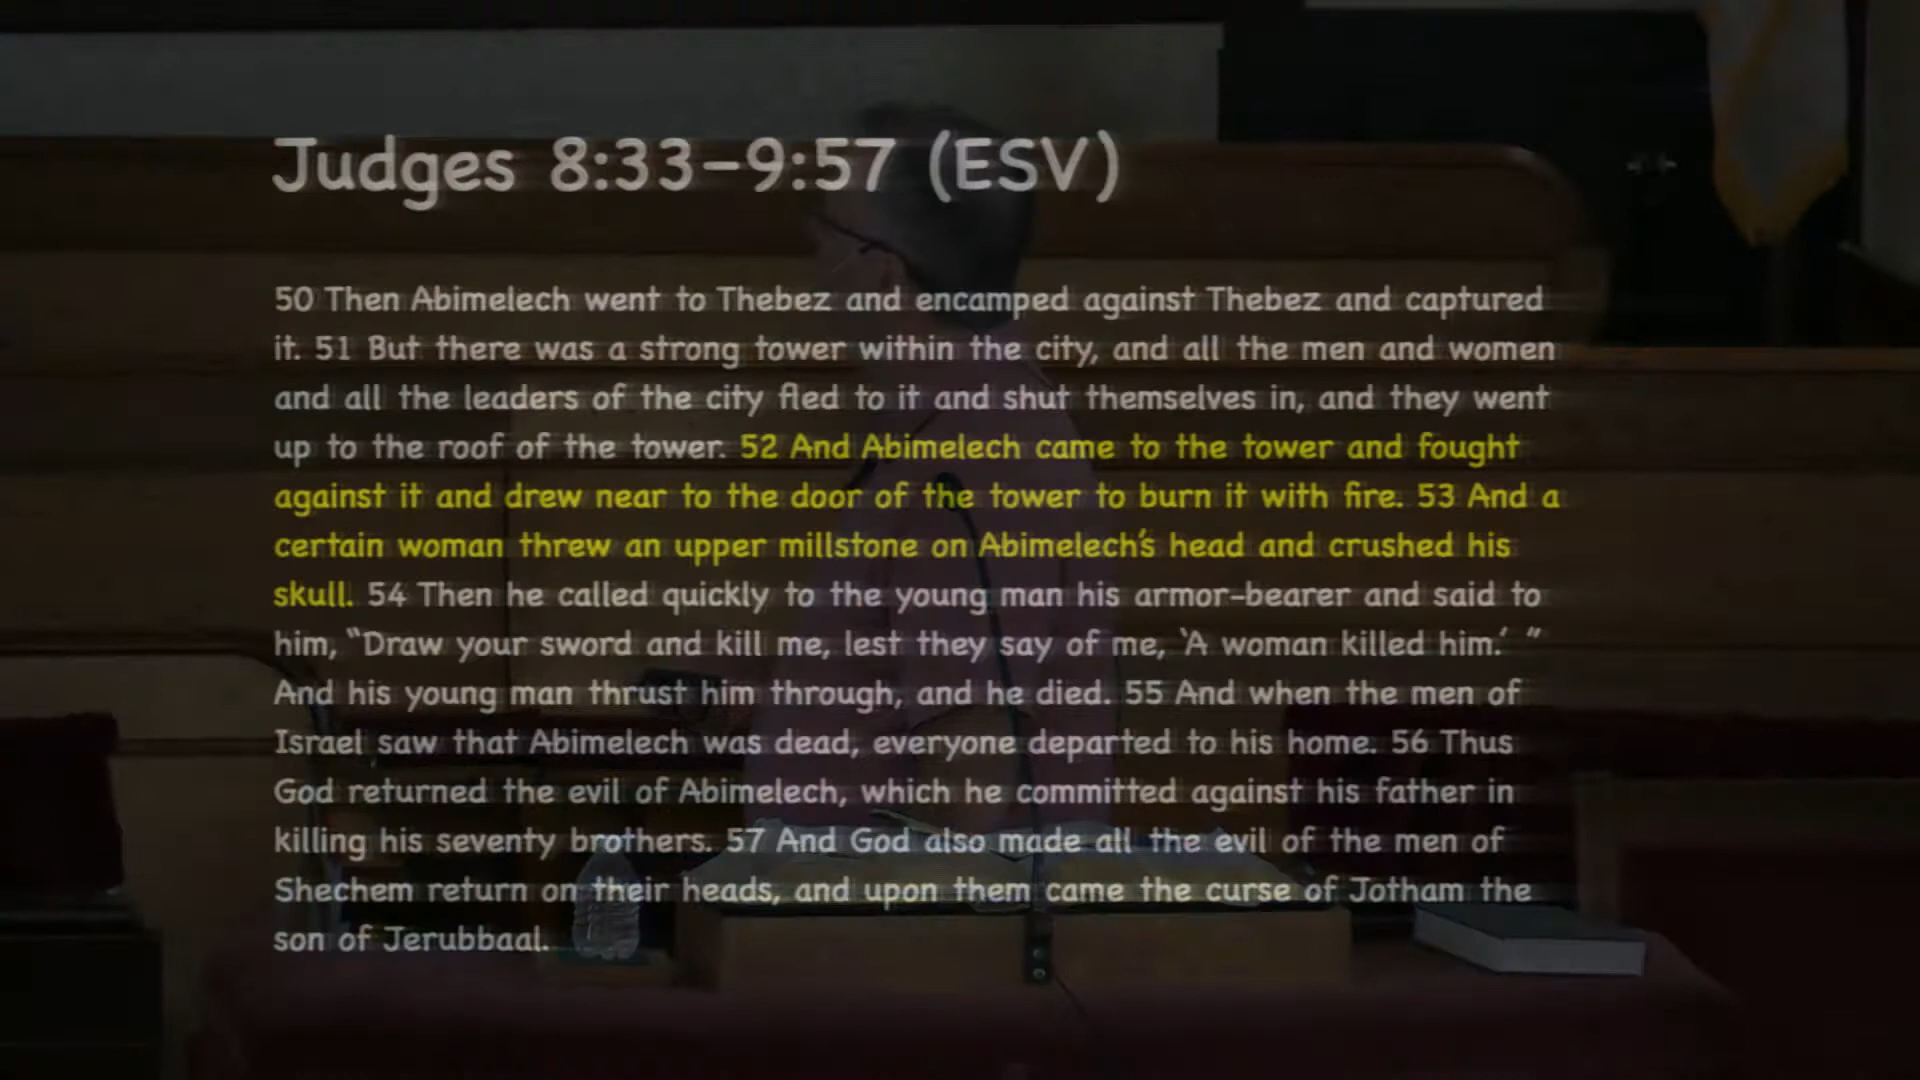 Judges 8:33–9:57 (ESV)
50 Then Abimelech went to Thebez and encamped against Thebez and captured
it. 51 But there was a strong tower within the city, and all the men and women
and all the leaders of the city fled to it and shut themselves in, and they went
up to the roof of the tower. 52 And Abimelech came to the tower and fought
against it and drew near to the door of the tower to burn it with fire. 53 And a
certain woman threw an upper millstone on Abimelech’s head and crushed his
skull. 54 Then he called quickly to the young man his armor-bearer and said to
him, “Draw your sword and kill me, lest they say of me, ‘A woman killed him.’ ”
And his young man thrust him through, and he died. 55 And when the men of
Israel saw that Abimelech was dead, everyone departed to his home. 56 Thus
God returned the evil of Abimelech, which he committed against his father in
killing his seventy brothers. 57 And God also made all the evil of the men of
Shechem return on their heads, and upon them came the curse of Jotham the
son of Jerubbaal.